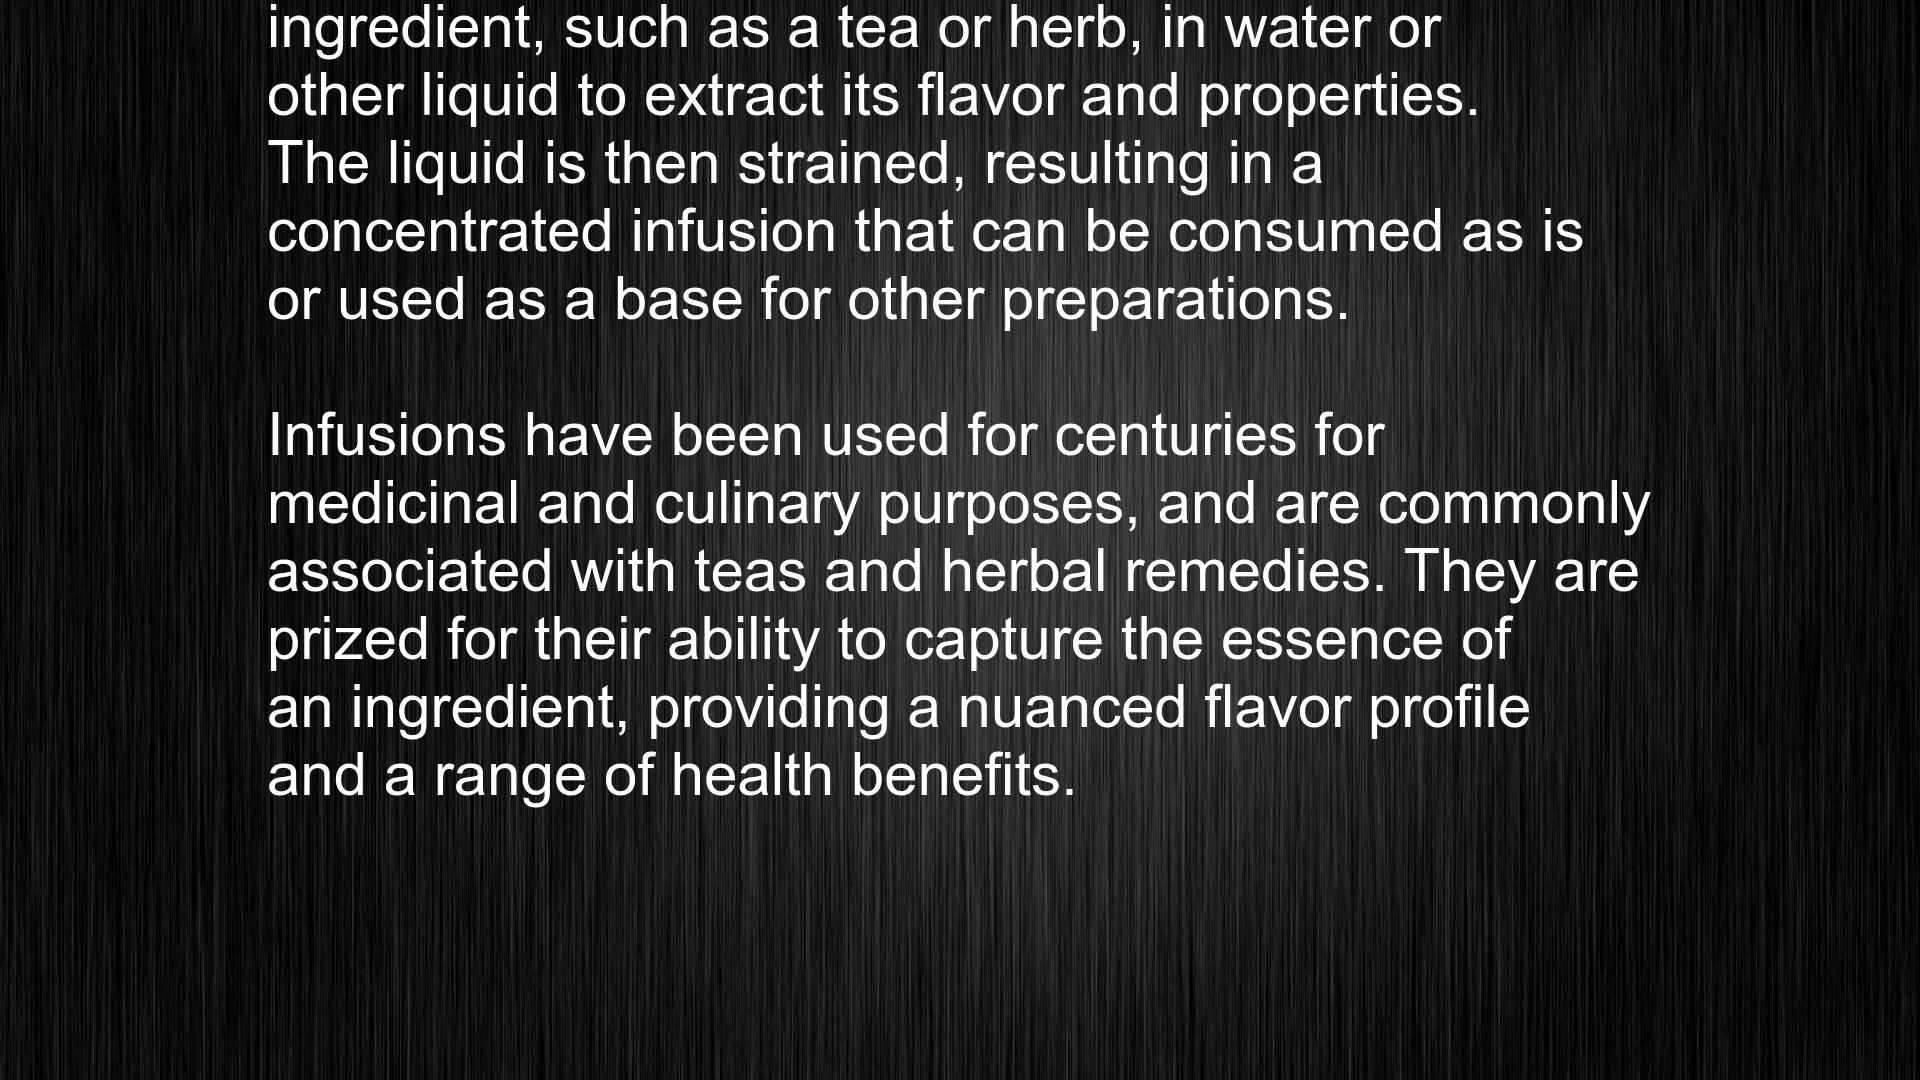 ingredient, such as a tea or herb, in water or
other liquid to extract its flavor and properties.
The liquid is then strained, resulting in a
concentrated infusion that can be consumed as is
or used as a base for other preparations.
Infusions have been used for centuries for
medicinal and culinary purposes, and are commonly
associated with teas and herbal remedies. They are
prized for their ability to capture the essence of
an ingredient, providing a nuanced flavor profile
and a range of health benefits.